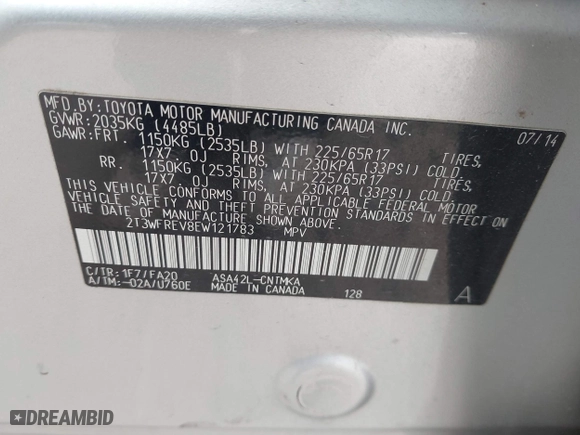 MFD. BY: TOYOTA MOTOR MANUFACTURING CANADA INC.
GVWR: 2035KG (4485LB) 07/14
GAWR: FRT. 1150KG (2535LB) WITH 225/65R17 TIRES,
17X7.0J RIMS, AT 230KPA (33PSI) COLD
RR. 1150KG (2535LB) WITH 225/65R17 TIRES,
17X7.0J RIMS, AT 230KPA (33PSI) COLD
THIS VEHICLE CONFORMS TO ALL APPLICABLE FEDERAL MOTOR
VEHICLE SAFETY AND THEFT PREVENTION STANDARDS IN EFFECT
ON THE DATE OF MANUFACTURE SHOWN ABOVE.
2T3WFREV8EW121783 MPV
C/TR: 1F7/FA20 ASA42L-CNTMKA
A/TM: -02A/U760E MADE IN CANADA 128 A
DREAMBID